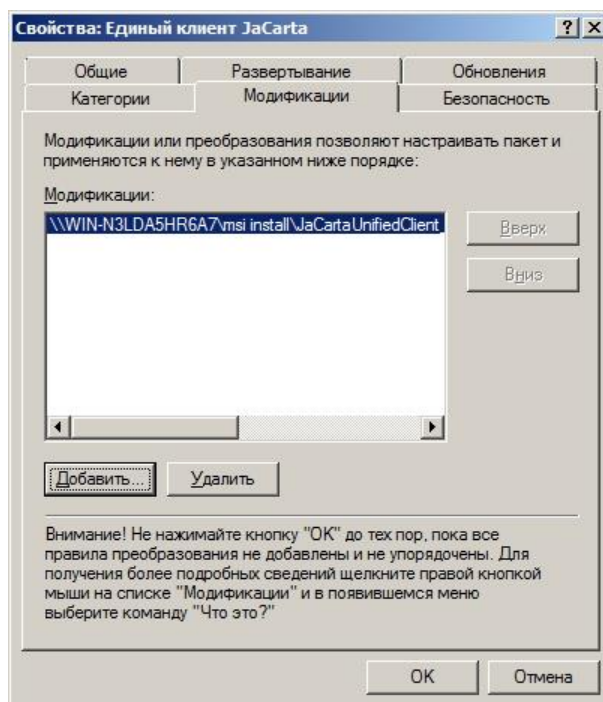 Свойства: Единый клиент JaCarta
Общие
Развертывание
Обновления
Категории
Модификации
Безопасность
Модификации или преобразования позволяют настраивать пакет и
применяются к нему в указанном ниже порядке:
Модификации:
\\WIN-N3LDA5HR6A7\msi install\JaCartaUnifiedClient_
Вверх
Вниз
Добавить...
Удалить
Внимание! Не нажимайте кнопку "OK" до тех пор, пока все
правила преобразования не добавлены и не упорядочены. Для
получения более подробных сведений щелкните правой кнопкой
мыши на списке "Модификации" и в появившемся меню
выберите команду "Что это?"
OK
Отмена